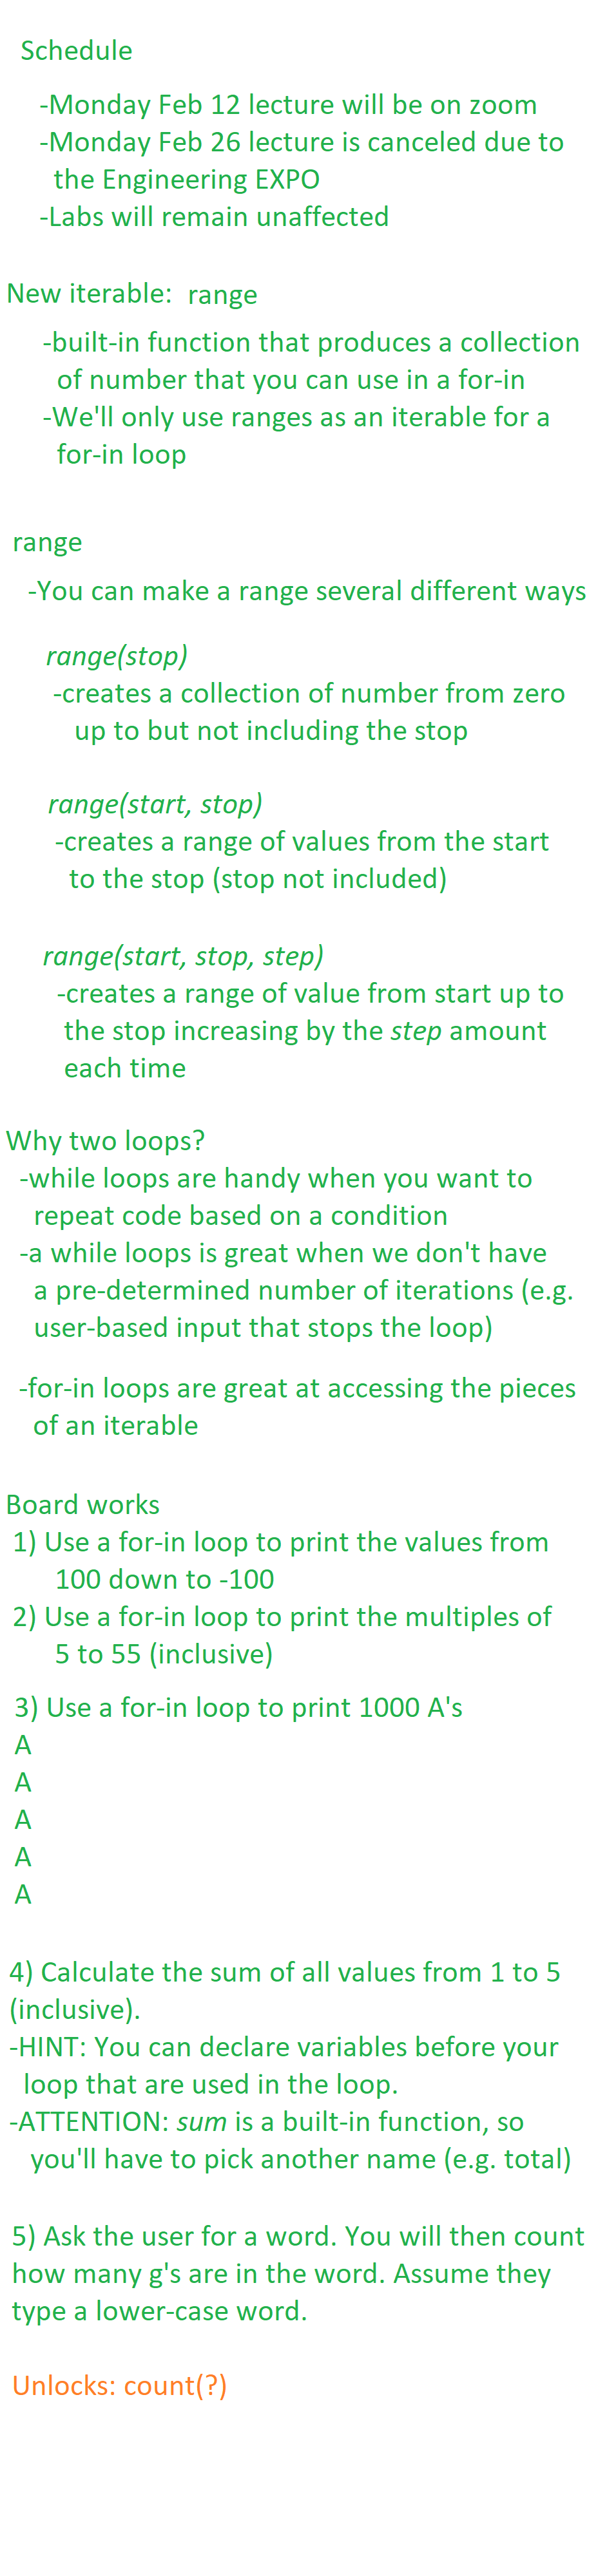 Schedule
-Monday Feb 12 lecture will be on zoom
-Monday Feb 26 lecture is canceled due to
the Engineering EXPO
-Labs will remain unaffected
New iterable: range
-built-in function that produces a collection
of number that you can use in a for-in
-We'll only use ranges as an iterable for a
for-in loop
range
-You can make a range several different ways
range(stop)
-creates a collection of number from zero
up to but not including the stop
range(start, stop)
-creates a range of values from the start
to the stop (stop not included)
range(start, stop, step)
-creates a range of value from start up to
the stop increasing by the step amount
each time
Why two loops?
-while loops are handy when you want to
repeat code based on a condition
-a while loops is great when we don't have
a pre-determined number of iterations (e.g.
user-based input that stops the loop)
-for-in loops are great at accessing the pieces
of an iterable
Board works
1) Use a for-in loop to print the values from
100 down to -100
2) Use a for-in loop to print the multiples of
5 to 55 (inclusive)
3) Use a for-in loop to print 1000 A's
A
A
A
A
A
4) Calculate the sum of all values from 1 to 5
(inclusive).
-HINT: You can declare variables before your
loop that are used in the loop.
-ATTENTION: sum is a built-in function, so
you'll have to pick another name (e.g. total)
5) Ask the user for a word. You will then count
how many g's are in the word. Assume they
type a lower-case word.
Unlocks: count(?)